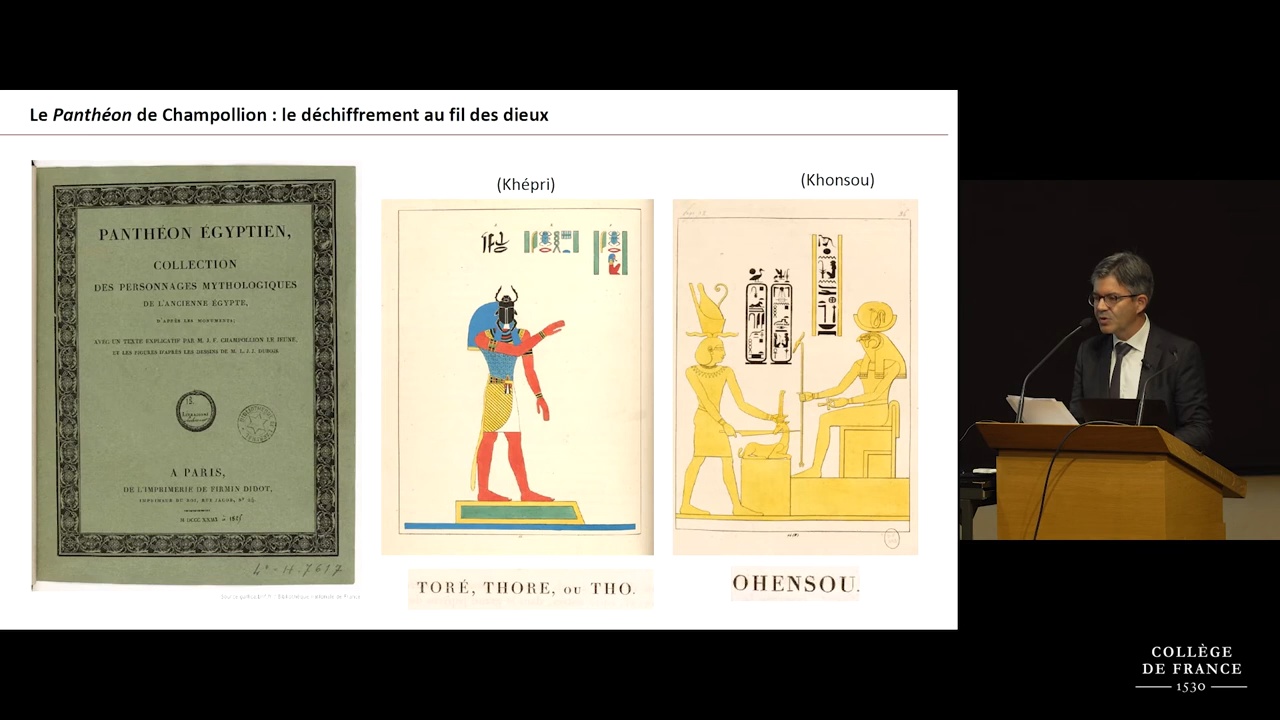 Le Panthéon de Champollion : le déchiffrement au fil des dieux
PANTHÉON ÉGYPTIEN,
COLLECTION
DES PERSONNAGES MYTHOLOGIQUES
DE L'ANCIENNE ÉGYPTE,
D'APRÈS LES MONUMENTS;
AVEC UN TEXTE EXPLICATIF PAR M. J. F. CHAMPOLLION LE JEUNE,
ET LES FIGURES D'APRÈS LES DESSINS DE M. L. J. J. DUBOIS
A PARIS,
DE L'IMPRIMERIE DE FIRMIN DIDOT,
IMPRIMEUR DU ROI, RUE JACOB, N° 24
4°-H-7617
(Khépri)
TORÉ, THORE, OU THO.
(Khonsou)
OHENSOU.
COLLÈGE
DE FRANCE
1530